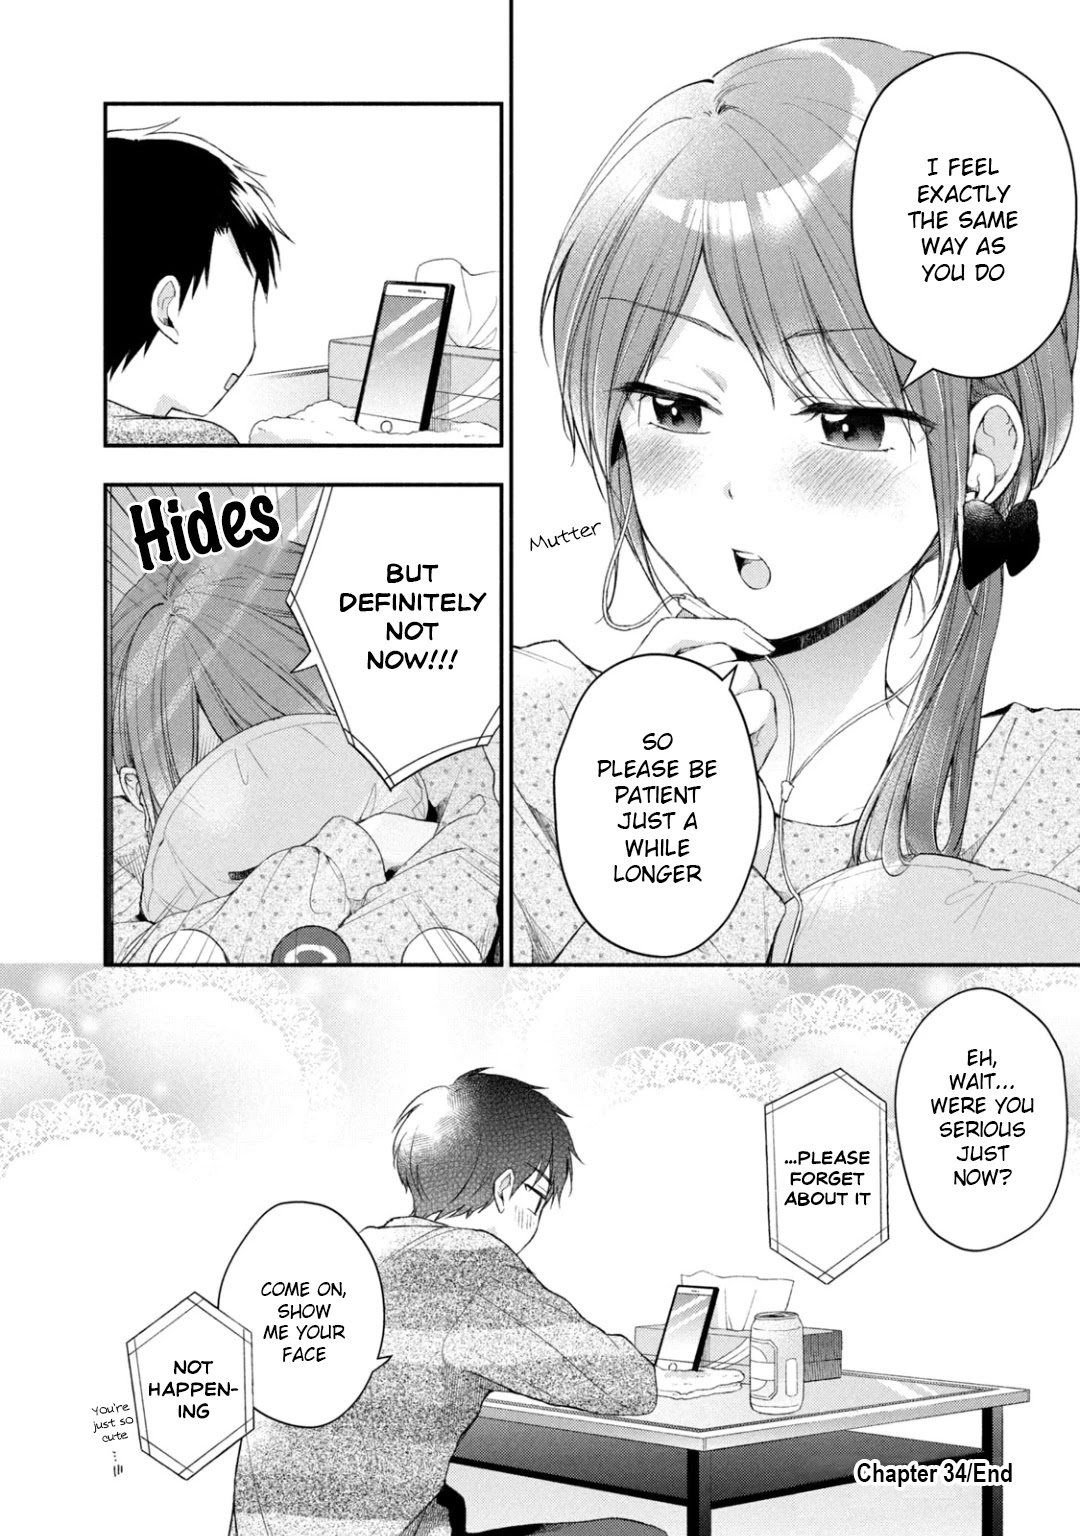 I FEEL
EXACTLY
THE SAME
WAY AS
YOU DO
Mutter
SO
PLEASE BE
PATIENT
JUST A
WHILE
LONGER
Hides
BUT
DEFINITELY
NOT
NOW!!!
EH,
WAIT...
WERE YOU
SERIOUS
JUST
NOW?
...PLEASE
FORGET
ABOUT IT
COME ON,
SHOW
ME YOUR
FACE
NOT
HAPPEN-
ING
You're
just so
cute
...!!!
Chapter 34/End